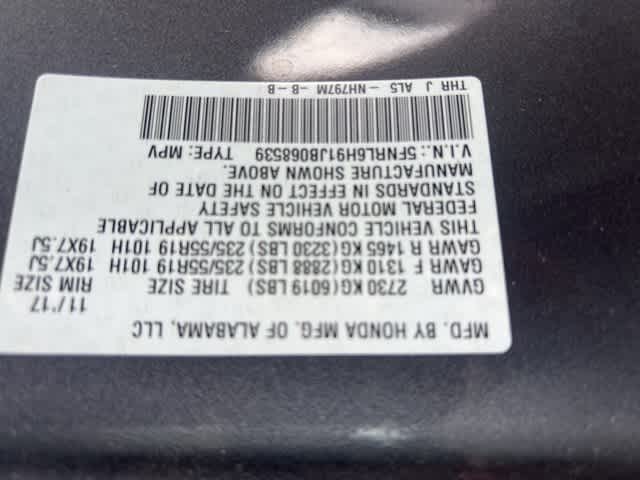 MFD. BY HONDA MFG. OF ALABAMA, LLC
11/'17
GVWR 2730 KG(6019 LBS) TIRE SIZE RIM SIZE
GAWR F 1310 KG(2888 LBS) 235/55R19 101H 19X7.5J
GAWR R 1465 KG(3230 LBS) 235/55R19 101H 19X7.5J
THIS VEHICLE CONFORMS TO ALL APPLICABLE
FEDERAL MOTOR VEHICLE SAFETY
STANDARDS IN EFFECT ON THE DATE OF
MANUFACTURE SHOWN ABOVE.
V.I.N.: 5FNRL6H91JB068539 TYPE: MPV
THR J AL5 - NH797M -B-B